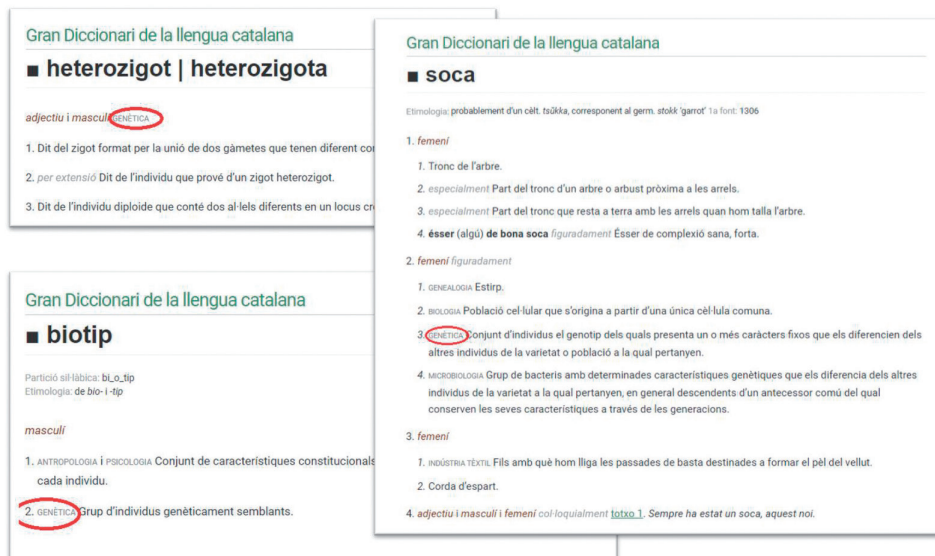 Gran Diccionari de la llengua catalana
■ heterozigot | heterozigota
adjectiu i masculí GENÈTICA
1. Dit del zigot format per la unió de dos gàmetes que tenen diferent
2. per extensió Dit de l'individu que prové d'un zigot heterozigot.
3. Dit de l'individu diploide que conté dos al·lels diferents en un locus
Gran Diccionari de la llengua catalana
■ biotip
Partició sil·làbica: bi_o_tip
Etimologia: de bio- i -tip
masculí
1. ANTROPOLOGIA i PSICOLOGIA Conjunt de característiques constitucionals
cada individu.
2. GENÈTICA Grup d'individus genèticament semblants.
Gran Diccionari de la llengua catalana
■ soca
Etimologia: probablement d'un cèlt. tsŭkka, corresponent al germ. stokk 'garrot' 1a font: 1306
1. femení
1. Tronc de l'arbre.
2. especialment Part del tronc d'un arbre o arbust pròxima a les arrels.
3. especialment Part del tronc que resta a terra amb les arrels quan hom talla l'arbre.
4. ésser (algú) de bona soca figuradament Ésser de complexió sana, forta.
2. femení figuradament
1. GENEALOGIA Estirp.
2. BIOLOGIA Població cel·lular que s'origina a partir d'una única cèl·lula comuna.
3. GENÈTICA Conjunt d'individus el genotip dels quals presenta un o més caràcters fixos que els diferencien dels
altres individus de la varietat o població a la qual pertanyen.
4. MICROBIOLOGIA Grup de bacteris amb determinades característiques genètiques que els diferencia dels altres
individus de la varietat a la qual pertanyen, en general descendents d'un antecessor comú del qual
conserven les seves característiques a través de les generacions.
3. femení
1. INDÚSTRIA TÈXTIL Fils amb què hom lliga les passades de basta destinades a formar el pèl del vellut.
2. Corda d'espart.
4. adjectiu i masculí i femení col·loquialment totxo 1. Sempre ha estat un soca, aquest noi.